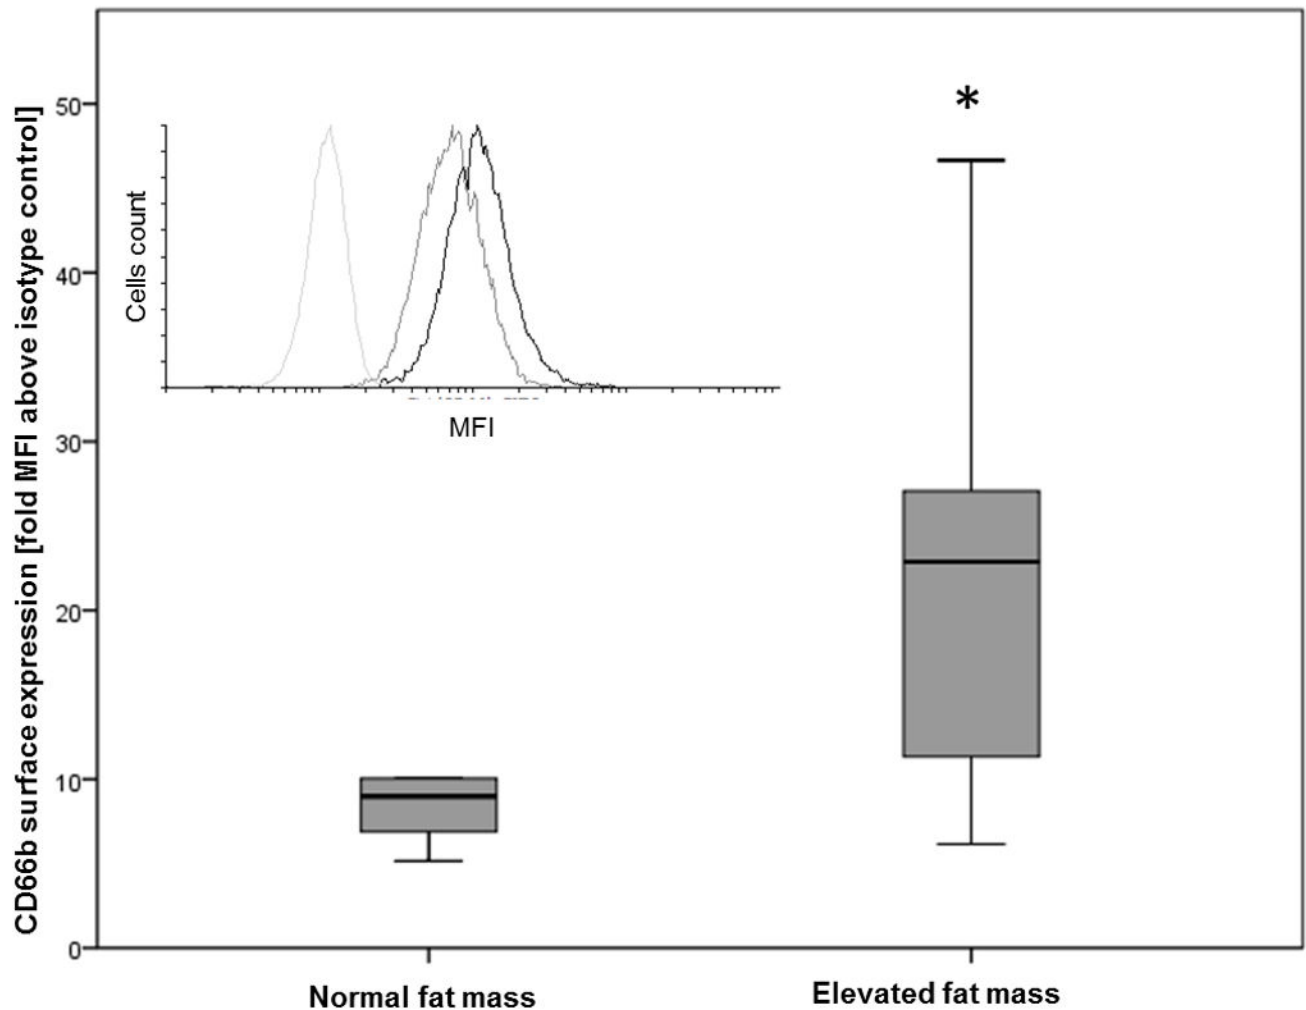 CD66b surface expression [fold MFI above isotype control]
50
40
30
20
10
0
*
Cells count
MFI
Normal fat mass
Elevated fat mass